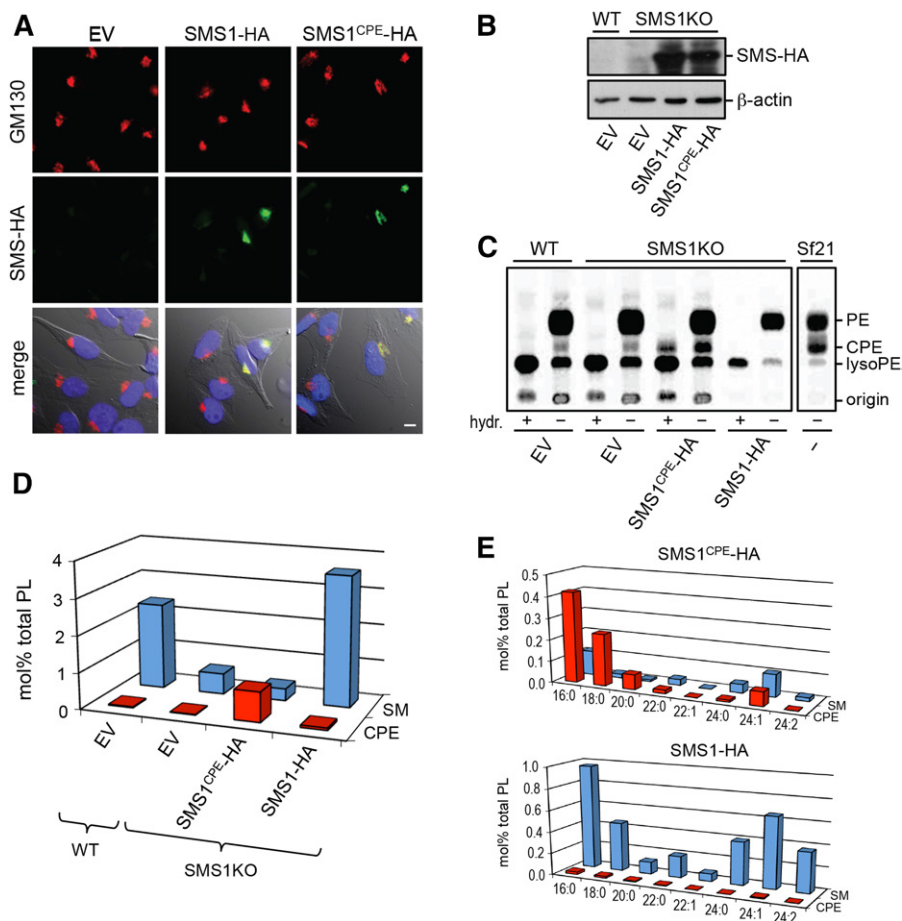 A
EV SMS1-HA SMS1CPE-HA
GM130
SMS-HA
merge
B
WT SMS1KO
SMS-HA
β-actin
EV EV SMS1-HA SMS1CPE-HA
C
WT SMS1KO Sf21
PE
CPE
lysoPE
origin
hydr. + − + − + − + −
EV EV SMS1CPE-HA SMS1-HA -
D
mol% total PL
4
3
2
1
0
SM
CPE
EV EV SMS1CPE-HA SMS1-HA
WT SMS1KO
E
SMS1CPE-HA
mol% total PL
0.5
0.4
0.3
0.2
0.1
0.0
16:0 18:0 20:0 22:0 22:1 24:0 24:1 24:2
SM
CPE
SMS1-HA
mol% total PL
1.0
0.8
0.6
0.4
0.2
0.0
16:0 18:0 20:0 22:0 22:1 24:0 24:1 24:2
SM
CPE